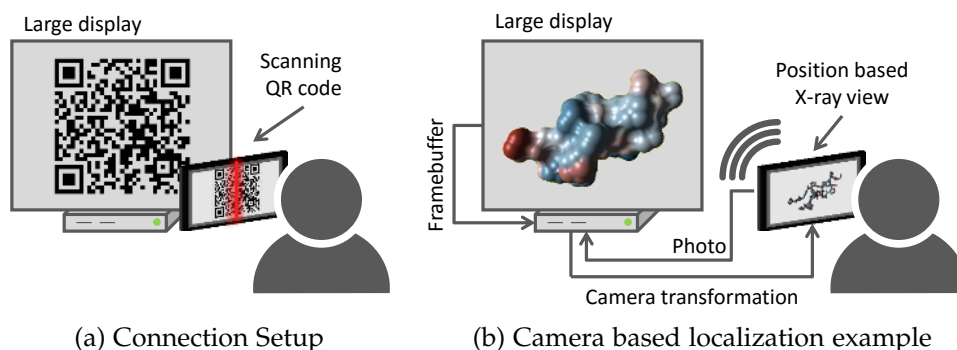 Large display
Scanning
QR code
(a) Connection Setup
Large display
Position based
X-ray view
Framebuffer
Photo
Camera transformation
(b) Camera based localization example